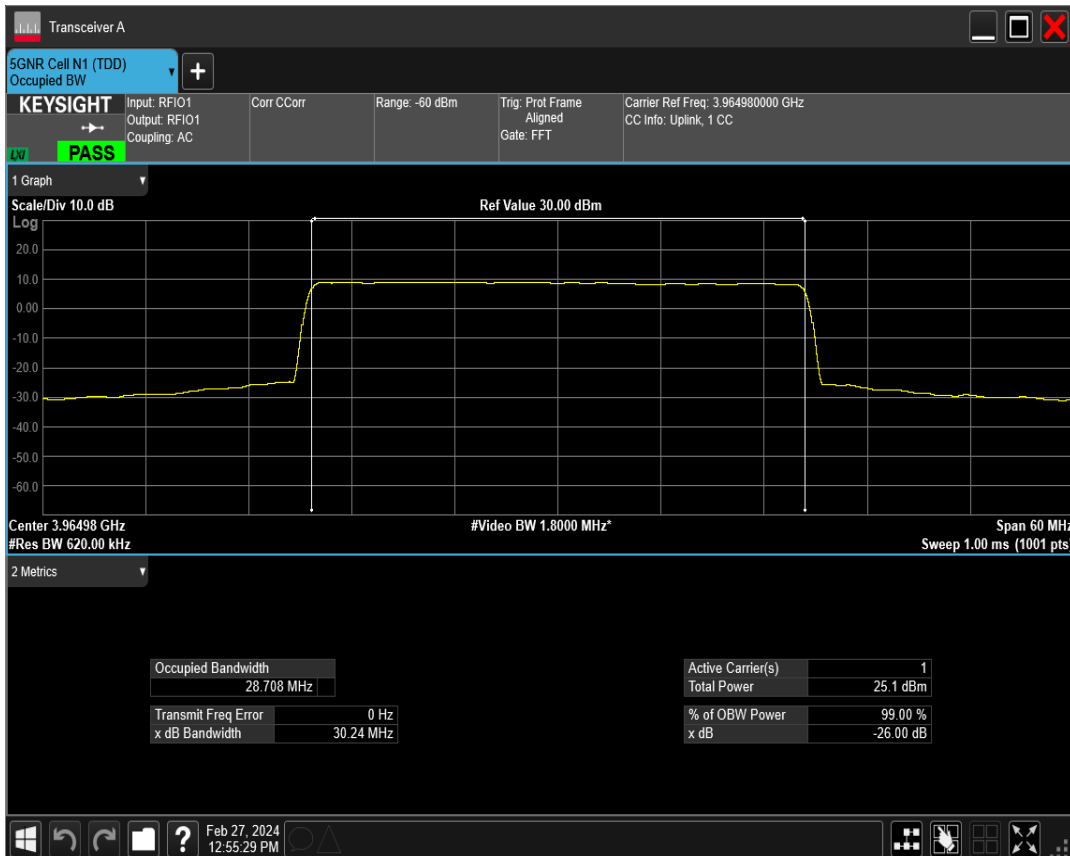 Transceiver A
5GNR Cell N1 (TDD)
Occupied BW
KEYSIGHT
LXI
PASS
Input: RFIO1
Output: RFIO1
Coupling: AC
Corr CCorr
Range: -60 dBm
Trig: Prot Frame
Aligned
Gate: FFT
Carrier Ref Freq: 3.964980000 GHz
CC Info: Uplink, 1 CC
1 Graph
Scale/Div 10.0 dB
Ref Value 30.00 dBm
Log
20.0
10.0
0.00
-10.0
-20.0
-30.0
-40.0
-50.0
-60.0
Center 3.96498 GHz
#Video BW 1.8000 MHz*
Span 60 MHz
#Res BW 620.00 kHz
Sweep 1.00 ms (1001 pts)
2 Metrics
Occupied Bandwidth
28.708 MHz
Transmit Freq Error 0 Hz
x dB Bandwidth 30.24 MHz
Active Carrier(s) 1
Total Power 25.1 dBm
% of OBW Power 99.00 %
x dB -26.00 dB
?
Feb 27, 2024
12:55:29 PM